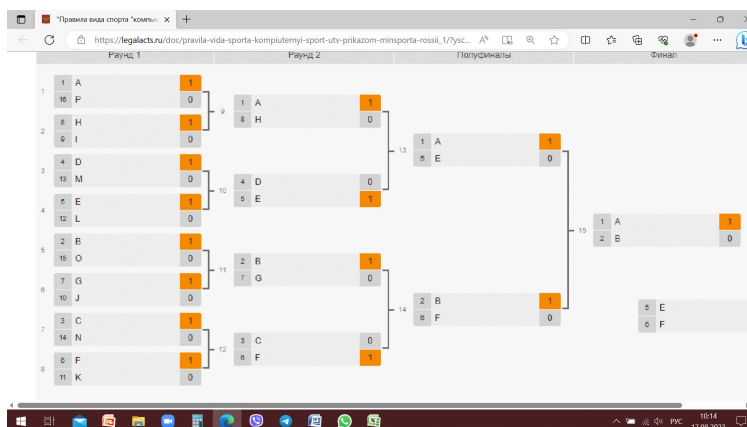 "Правила вида спорта "компью
https://legalacts.ru/doc/pravila-vida-sporta-kompiuternyi-sport-utv-prikazom-minsporta-rossii_1/?ysc...
Раунд 1
Раунд 2
Полуфиналы
Финал
1
1 A 1
16 P 0
2
8 H 1
9 I 0
3
4 D 1
13 M 0
4
5 E 1
12 L 0
5
2 B 1
15 O 0
6
7 G 1
10 J 0
7
3 C 1
14 N 0
8
6 F 1
11 K 0
9
1 A 1
8 H 0
10
4 D 0
5 E 1
11
2 B 1
7 G 0
12
3 C 0
6 F 1
13
1 A 1
5 E 0
14
2 B 1
6 F 0
15
1 A 1
2 B 0
5 E
6 F
РУС
10:14
17.08.2023